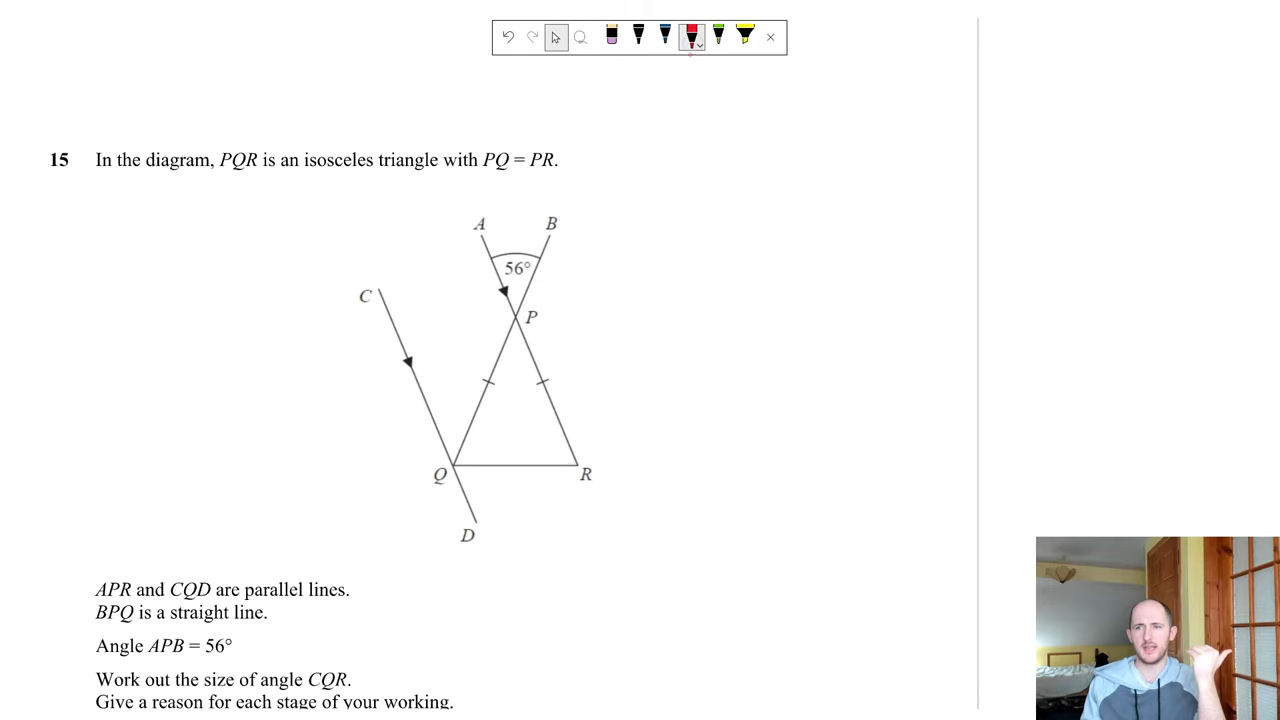 15 In the diagram, PQR is an isosceles triangle with PQ = PR.
A B
56°
C
P
Q R
D
APR and CQD are parallel lines.
BPQ is a straight line.
Angle APB = 56°
Work out the size of angle CQR.
Give a reason for each stage of your working.